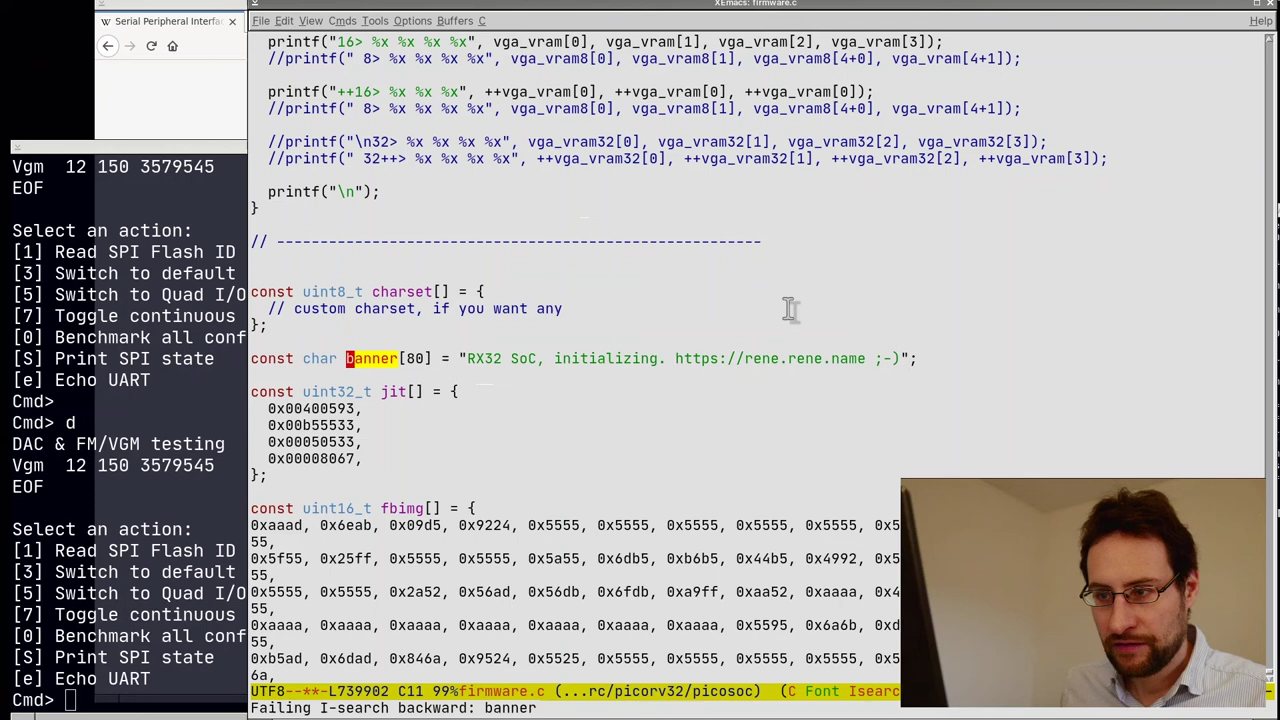 XEmacs: firmware.c
Serial Peripheral Interfa
File Edit View Cmds Tools Options Buffers C Help
printf("16> %x %x %x %x", vga_vram[0], vga_vram[1], vga_vram[2], vga_vram[3]);
//printf(" 8> %x %x %x %x", vga_vram8[0], vga_vram8[1], vga_vram8[4+0], vga_vram[4+1]);
printf("++16> %x %x %x", ++vga_vram[0], ++vga_vram[0], ++vga_vram[0]);
//printf(" 8> %x %x %x %x", vga_vram8[0], vga_vram8[1], vga_vram8[4+0], vga_vram[4+1]);
//printf("\n32> %x %x %x %x", vga_vram32[0], vga_vram32[1], vga_vram32[2], vga_vram32[3]);
//printf(" 32++> %x %x %x %x", ++vga_vram32[0], ++vga_vram32[1], ++vga_vram32[2], ++vga_vram[3]);
printf("\n");
}
// --------------------------------------------------------
const uint8_t charset[] = {
// custom charset, if you want any
};
const char banner[80] = "RX32 SoC, initializing. https://rene.rene.name ;-)";
const uint32_t jit[] = {
0x00400593,
0x00b55533,
0x00050533,
0x00008067,
};
const uint16_t fbimg[] = {
0xaaad, 0x6eab, 0x09d5, 0x9224, 0x5555, 0x5555, 0x5555, 0x5
55,
0x5f55, 0x25ff, 0x5555, 0x5555, 0x5a55, 0x6db5, 0xb6b5, 0x44b5, 0x4992, 0x5
55,
0x5555, 0x5555, 0x2a52, 0x56ad, 0x56db, 0x6fdb, 0xa9ff, 0xaa52, 0xaaaa, 0x4
55,
0xaaaa, 0xaaaa, 0xaaaa, 0xaaaa, 0xaaaa, 0xaaaa, 0xaaaa, 0x5595, 0x6a6b, 0xd
55,
0xb5ad, 0x6dad, 0x846a, 0x9524, 0x5525, 0x5555, 0x5555, 0x5555, 0x5555, 0x5
6a,
UTF8--**-L739902 C11 99%firmware.c (...rc/picorv32/picosoc) (C Font Isearc
Failing I-search backward: banner
Vgm 12 150 3579545
EOF
Select an action:
[1] Read SPI Flash ID
[3] Switch to default
[5] Switch to Quad I/O
[7] Toggle continuous
[0] Benchmark all conf
[S] Print SPI state
[e] Echo UART
Cmd>
Cmd> d
DAC & FM/VGM testing
Vgm 12 150 3579545
EOF
Select an action:
[1] Read SPI Flash ID
[3] Switch to default
[5] Switch to Quad I/O
[7] Toggle continuous
[0] Benchmark all conf
[S] Print SPI state
[e] Echo UART
Cmd>